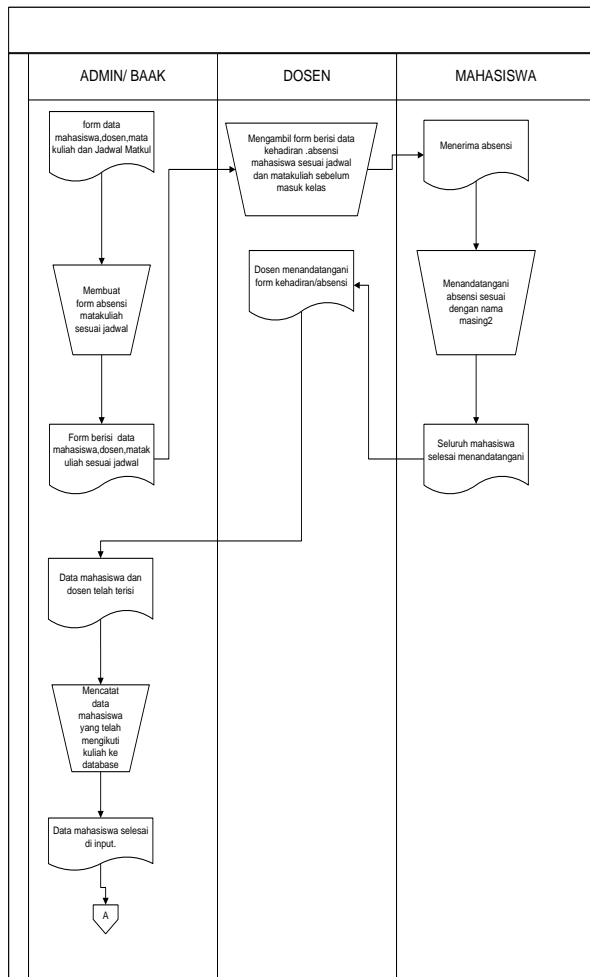 ADMIN/ BAAK
DOSEN
MAHASISWA
form data
mahasiswa,dosen,mata
kuliah dan Jadwal Matkul
Mengambil form berisi data
kehadiran .absensi
mahasiswa sesuai jadwal
dan matakuliah sebelum
masuk kelas
Menerima absensi
Membuat
form absensi
matakuliah
sesuai jadwal
Dosen menandatangani
form kehadiran/absensi
Menandatangani
absensi sesuai
dengan nama
masing2
Form berisi data
mahasiswa,dosen,matak
uliah sesuai jadwal
Seluruh mahasiswa
selesai menandatangani
Data mahasiswa dan
dosen telah terisi
Mencatat
data
mahasiswa
yang telah
mengikuti
kuliah ke
database
Data mahasiswa selesai
di input.
A